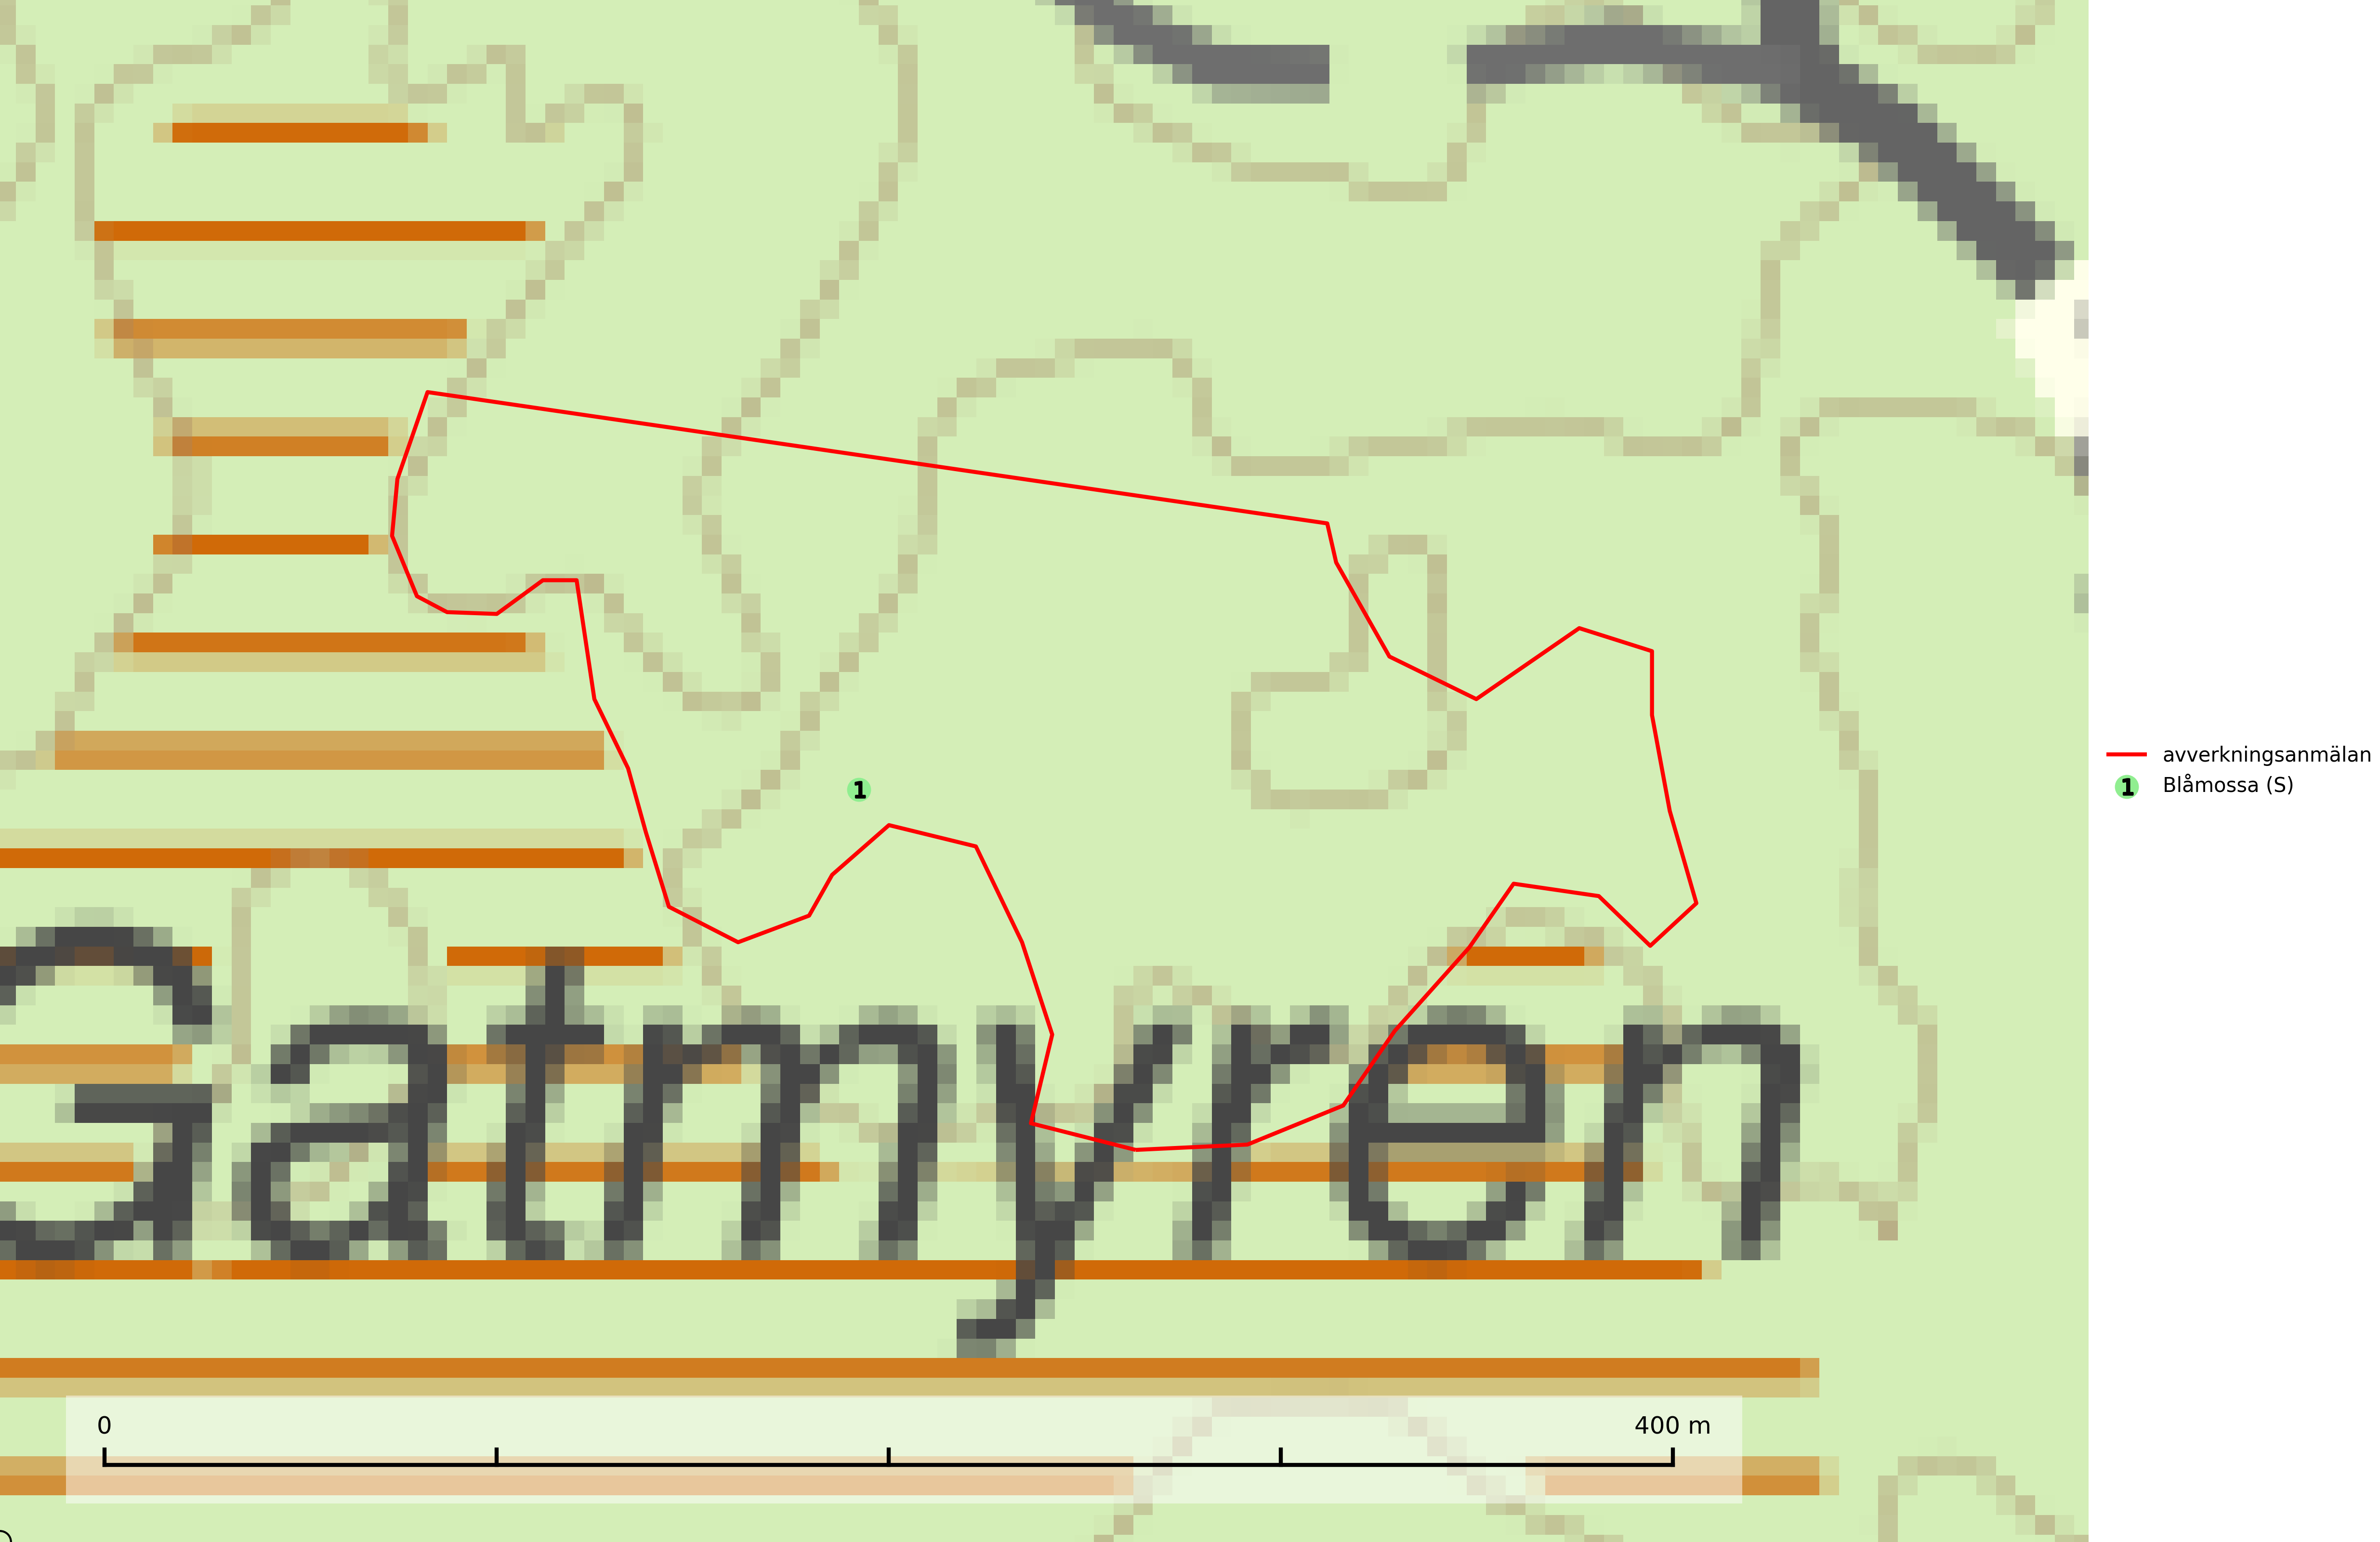 1
avverkningsanmälan
1 Blåmossa (S)
Gatmyren
0 400 m